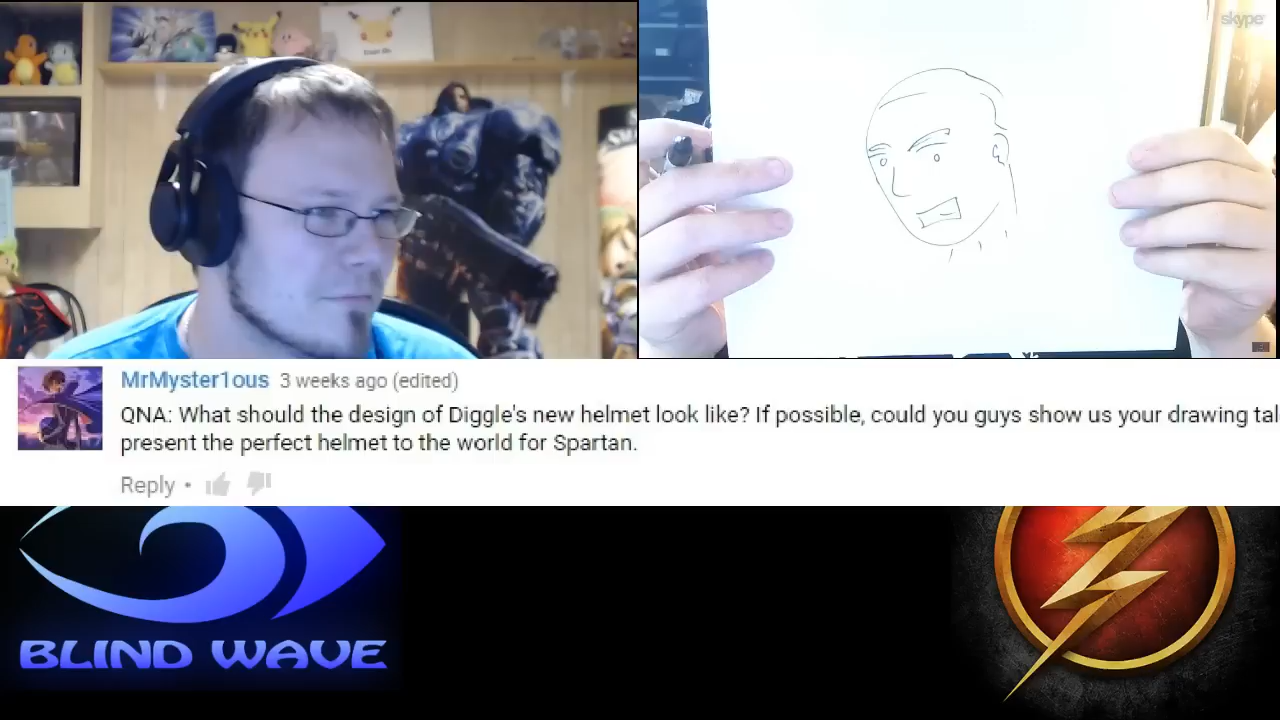 skype
MrMyster1ous 3 weeks ago (edited)
QNA: What should the design of Diggle's new helmet look like? If possible, could you guys show us your drawing tal
present the perfect helmet to the world for Spartan.
Reply •
BLIND WAVE